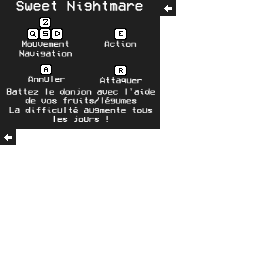 Sweet Nightmare
Z
Q S D
E
Mouvement
Navigation
Action
A
R
Annuler
Attaquer
Battez le donjon avec l'aide
de vos fruits/légumes
La difficulté augmente tous
les jours !